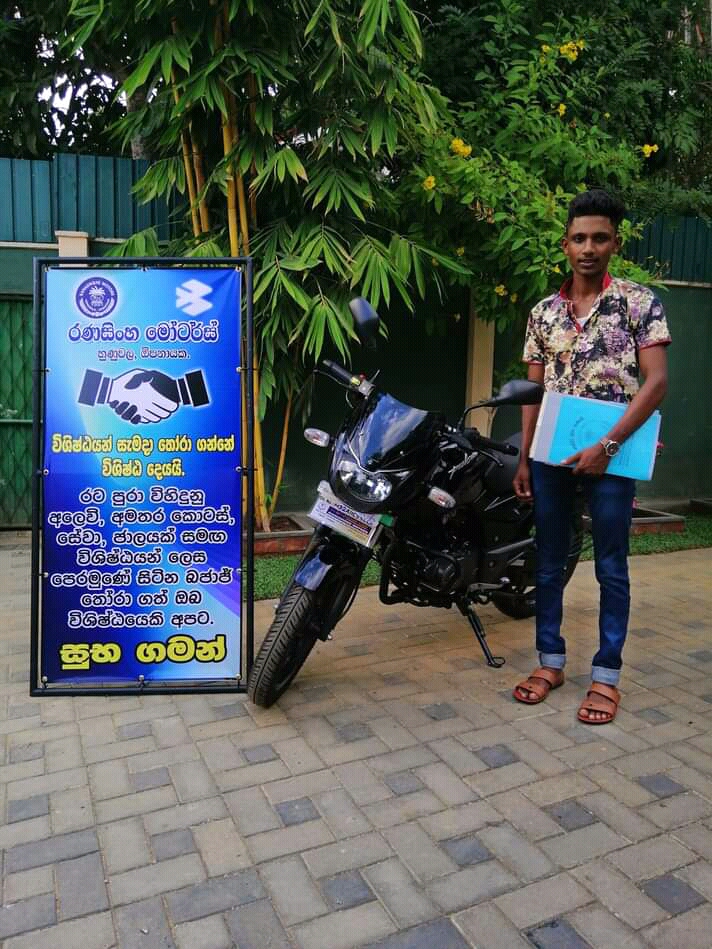 රණසිංහ මෝටර්ස්
හුණුවල, ඕපනායක.
විශිෂ්ඨයන් සැමදා තෝරා ගන්නේ
විශිෂ්ඨ දෙයයි.
රට පුරා විහිදුනු
අලෙවි, අමතර කොටස්,
සේවා, ජාලයක් සමඟ
විශිෂ්ඨයන් ලෙස
පෙරමුණේ සිටින බජාජ්
තෝරා ගත් ඔබ
විශිෂ්ඨයෙකි අපට.
සුභ ගමන්